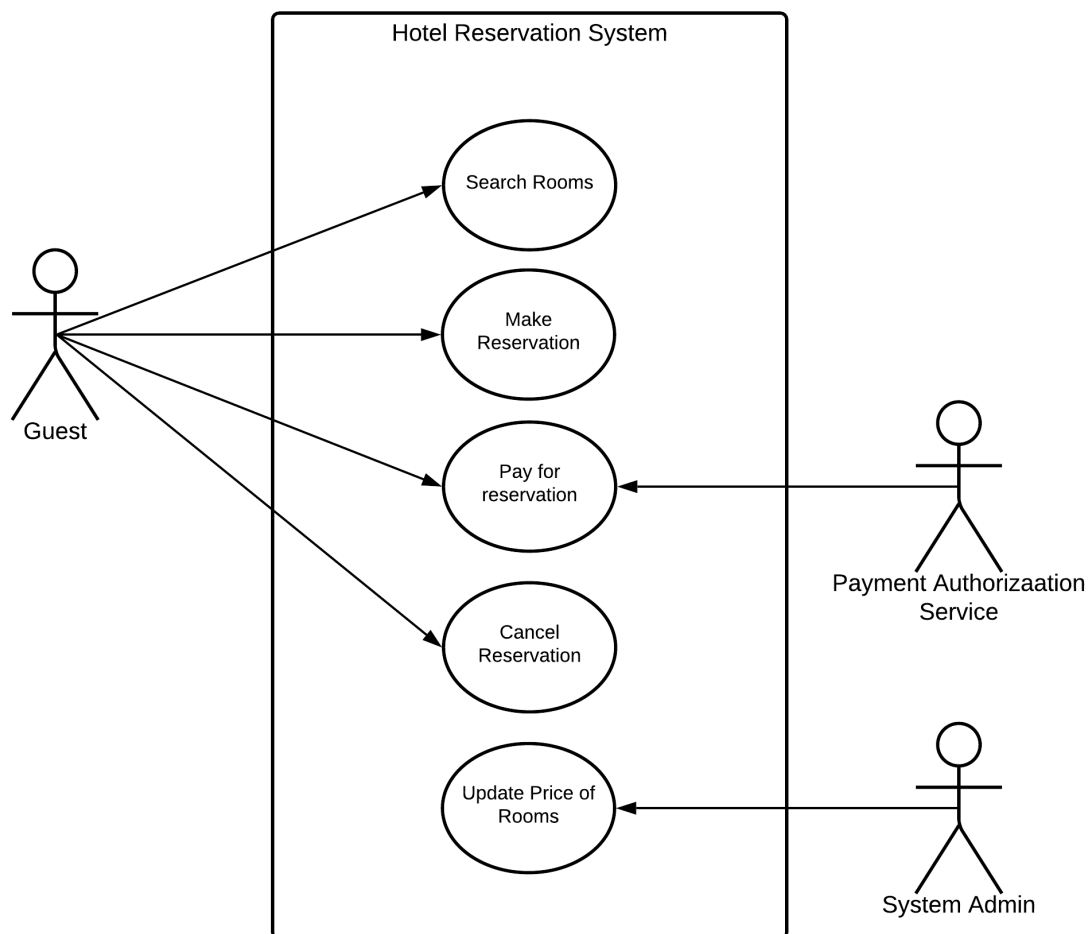 Hotel Reservation System
Search Rooms
Make
Reservation
Guest
Pay for
reservation
Payment Authorizaation
Service
Cancel
Reservation
Update Price of
Rooms
System Admin